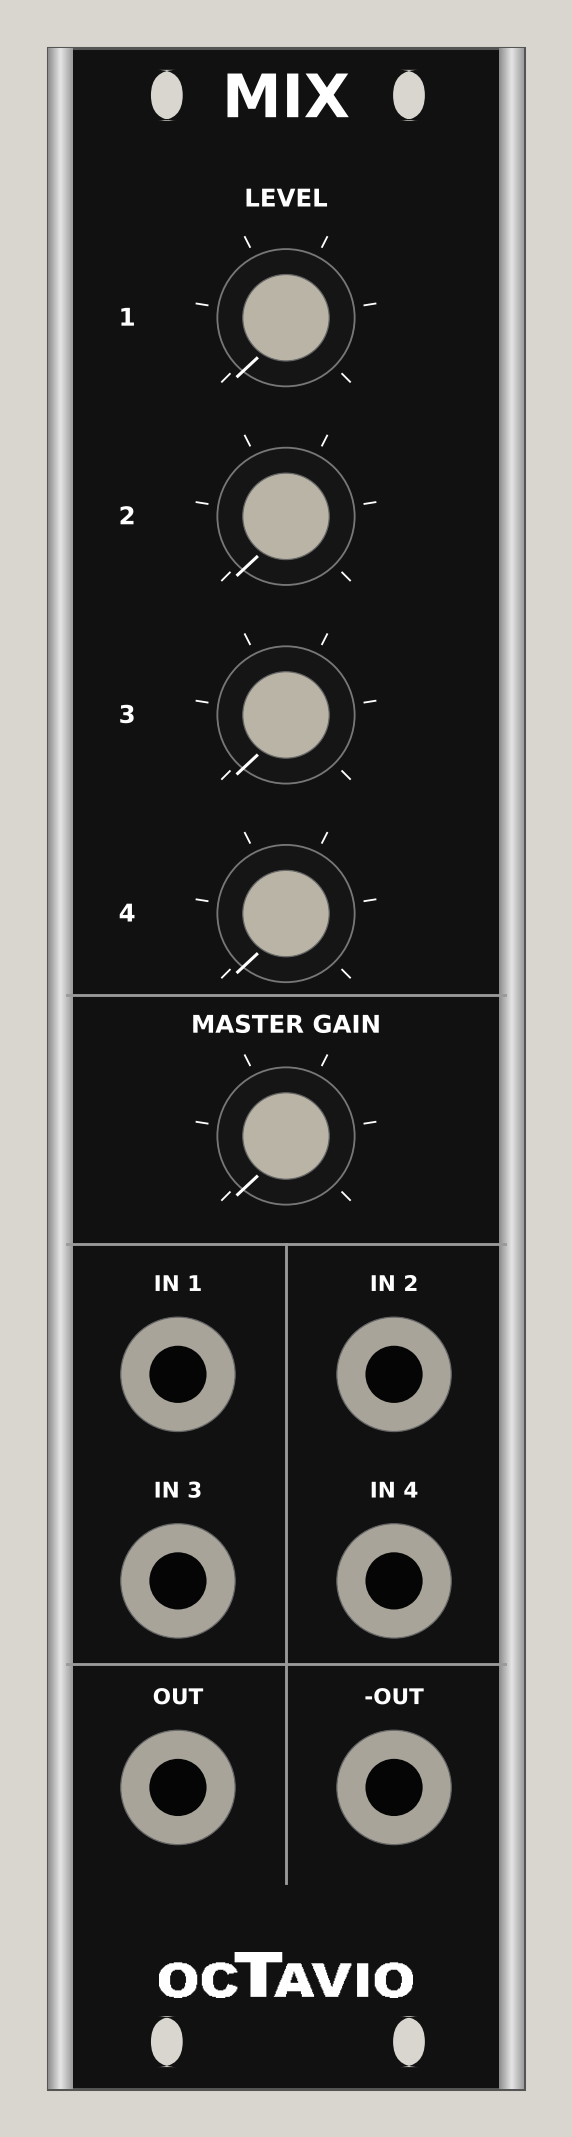 MIX
LEVEL
1
2
3
4
MASTER GAIN
IN 1 IN 2
IN 3 IN 4
OUT -OUT
OCTAVIO